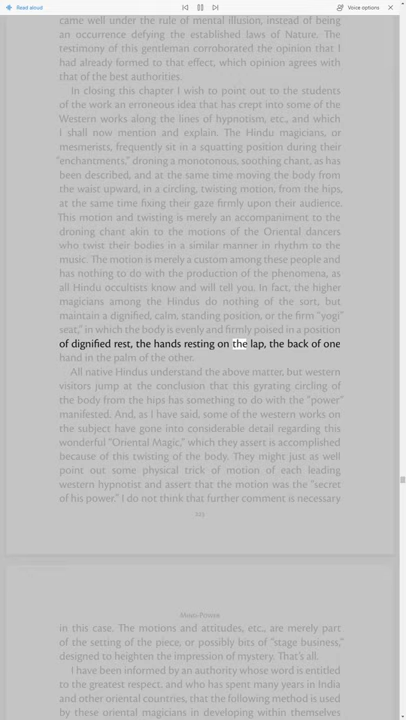 Read aloud
Voice options
came well under the rule of mental illusion, instead of being
an occurrence defying the established laws of Nature. The
testimony of this gentleman corroborated the opinion that I
had already formed to that effect, which opinion agrees with
that of the best authorities.
In closing this chapter I wish to point out to the students
of the work an erroneous idea that has crept into some of the
Western works along the lines of hypnotism, etc., and which
I shall now mention and explain. The Hindu magicians, or
mesmerists, frequently sit in a squatting position during their
"enchantments," droning a monotonous, soothing chant, as has
been described, and at the same time moving the body from
the waist upward, in a circling, twisting motion, from the hips,
at the same time fixing their gaze firmly upon their audience.
This motion and twisting is merely an accompaniment to the
droning chant akin to the motions of the Oriental dancers
who twist their bodies in a similar manner in rhythm to the
music. The motion is merely a custom among these people and
has nothing to do with the production of the phenomena, as
all Hindu occultists know and will tell you. In fact, the higher
magicians among the Hindus do nothing of the sort, but
maintain a dignified, calm, standing position, or the firm "yogi"
seat," in which the body is evenly and firmly poised in a position
of dignified rest, the hands resting on the lap, the back of one
hand in the palm of the other.
All native Hindus understand the above matter, but western
visitors jump at the conclusion that this gyrating circling of
the body from the hips has something to do with the "power"
manifested. And, as I have said, some of the western works on
the subject have gone into considerable detail regarding this
wonderful "Oriental Magic," which they assert is accomplished
because of this twisting of the body. They might just as well
point out some physical trick of motion of each leading
western hypnotist and assert that the motion was the "secret
of his power." I do not think that further comment is necessary
Mind-Power
in this case. The motions and attitudes, etc., are merely part
of the setting of the piece, or possibly bits of "stage business,"
designed to heighten the impression of mystery. That's all.
I have been informed by an authority whose word is entitled
to the greatest respect, and who has spent many years in India
and other oriental countries, that the following method is used
by these oriental magicians in developing within themselves